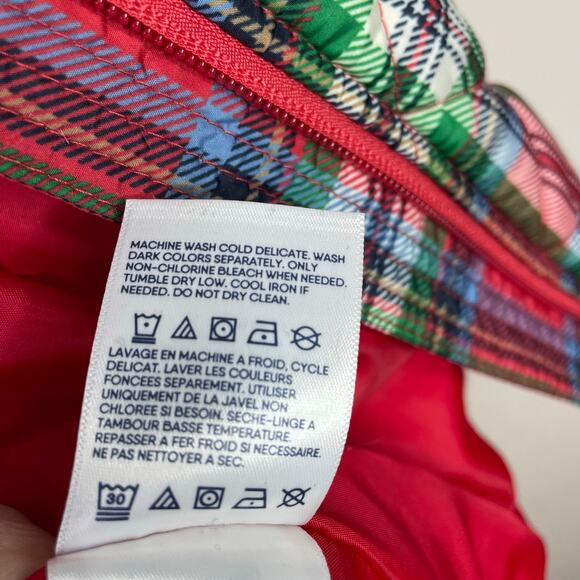 MACHINE WASH COLD DELICATE. WASH
DARK COLORS SEPARATELY. ONLY
NON-CHLORINE BLEACH WHEN NEEDED.
TUMBLE DRY LOW. COOL IRON IF
NEEDED. DO NOT DRY CLEAN.
LAVAGE EN MACHINE A FROID, CYCLE
DELICAT. LAVER LES COULEURS
FONCEES SEPAREMENT. UTILISER
UNIQUEMENT DE LA JAVEL NON
CHLOREE SI BESOIN. SECHE-LINGE A
TAMBOUR BASSE TEMPERATURE.
REPASSER A FER FROID SI NECESSAIRE.
NE PAS NETTOYER A SEC.
30